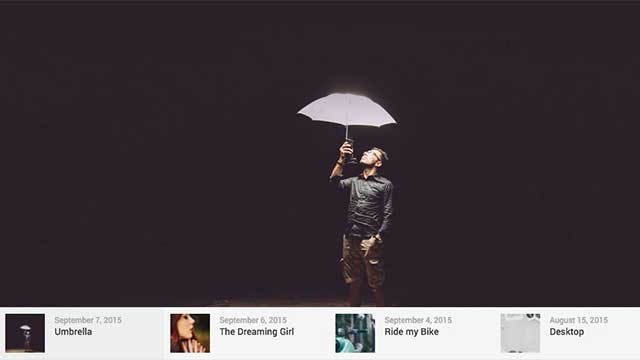 September 7, 2015
Umbrella
September 6, 2015
The Dreaming Girl
September 4, 2015
Ride my Bike
August 15, 2015
Desktop